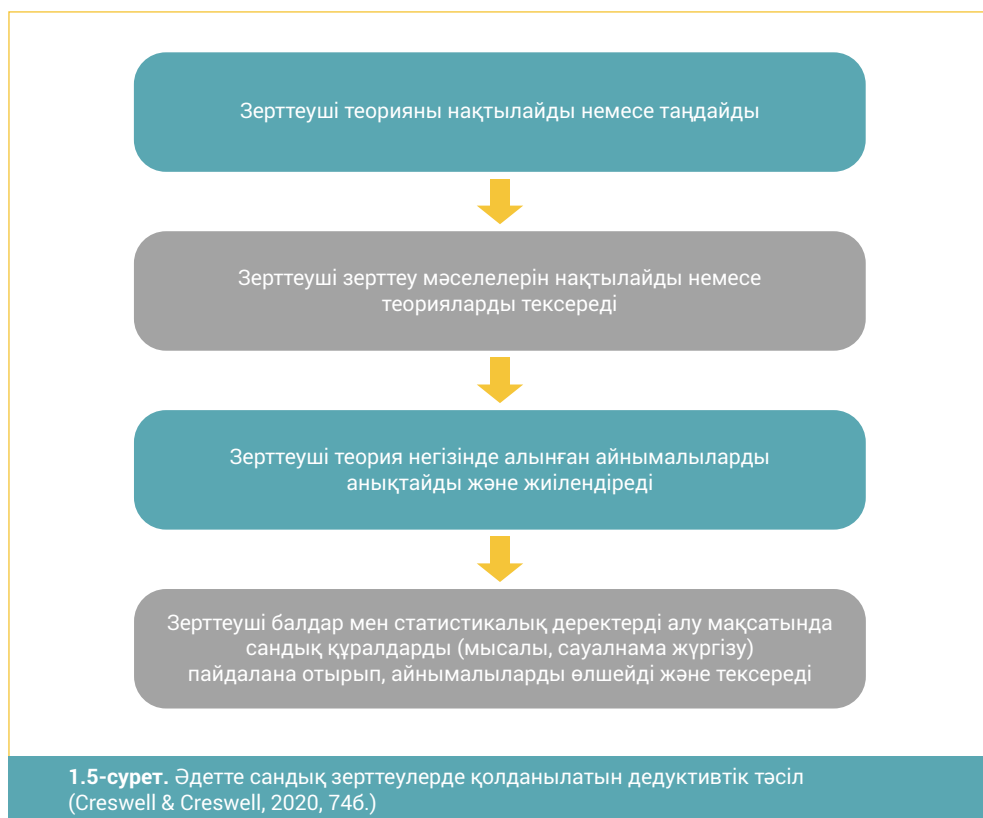 Зерттеуші теорияны нақтылайды немесе таңдайды
Зерттеуші зерттеу мәселелерін нақтылайды немесе
теорияларды тексереді
Зерттеуші теория негізінде алынған айнымалыларды
анықтайды және жиілендіреді
Зерттеуші балдар мен статистикалық деректерді алу мақсатында
сандық құралдарды (мысалы, сауалнама жүргізу)
пайдалана отырып, айнымалыларды өлшейді және тексереді
1.5-сурет. Әдетте сандық зерттеулерде қолданылатын дедуктивтік тәсіл
(Creswell & Creswell, 2020, 74б.)